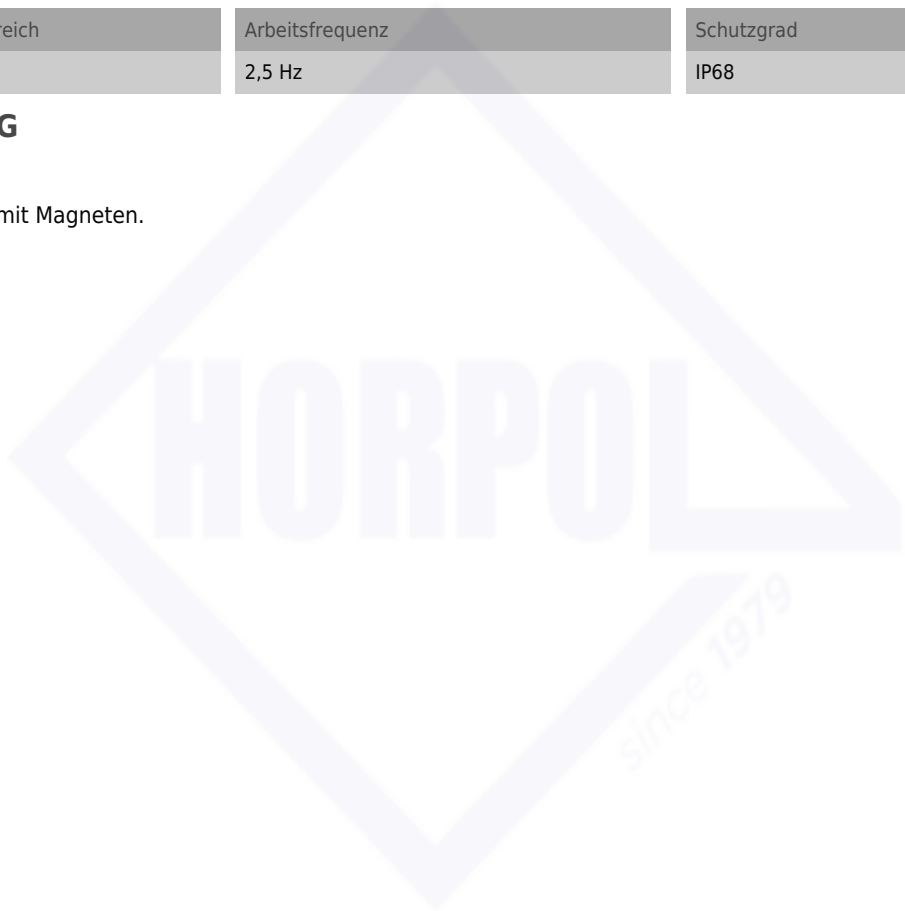 reich Arbeitsfrequenz Schutzgrad
2,5 Hz IP68
G
mit Magneten.
HORPOL
since 1979